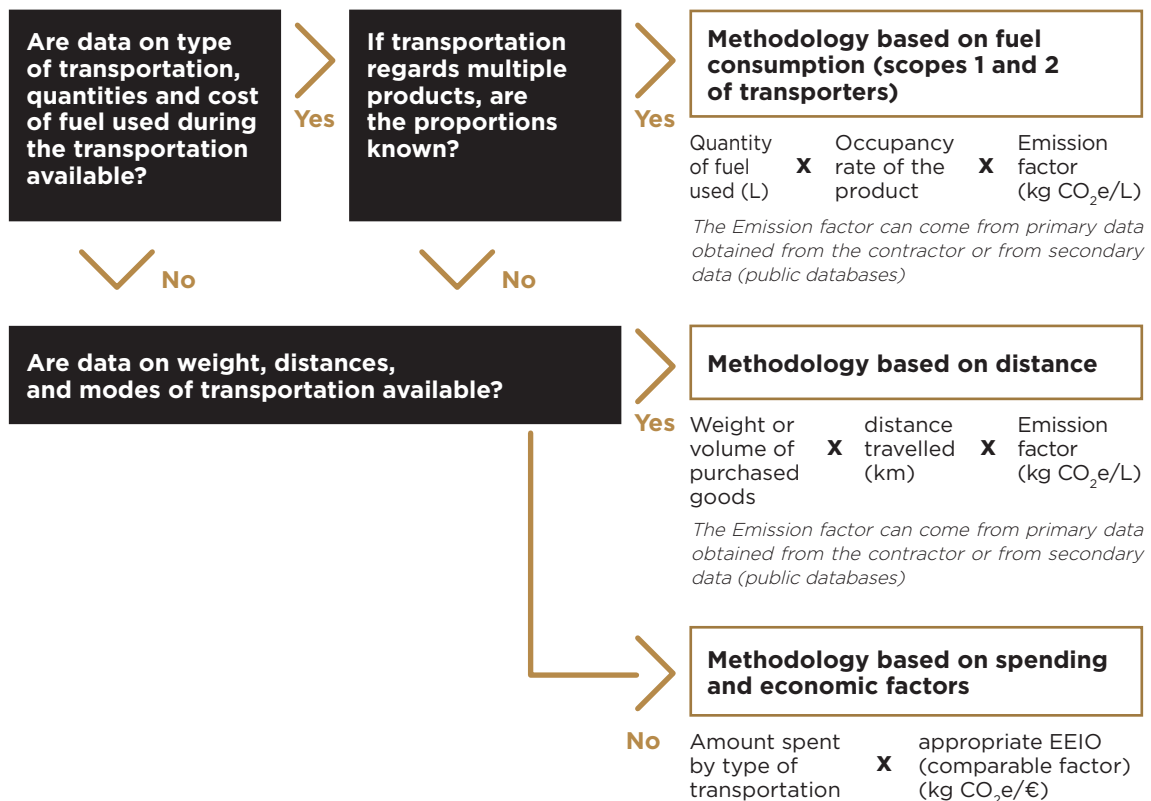 Are data on type
of transportation,
quantities and cost
of fuel used during
the transportation
available?
Yes
If transportation
regards multiple
products, are
the proportions
known?
Yes
Methodology based on fuel
consumption (scopes 1 and 2
of transporters)
Quantity
of fuel
used (L)
X
Occupancy
rate of the
product
X
Emission
factor
(kg CO₂e/L)
The Emission factor can come from primary data
obtained from the contractor or from secondary
data (public databases)
No
No
Are data on weight, distances,
and modes of transportation available?
Yes
Methodology based on distance
Weight or
volume of
purchased
goods
X
distance
travelled
(km)
X
Emission
factor
(kg CO₂e/L)
The Emission factor can come from primary data
obtained from the contractor or from secondary
data (public databases)
No
Methodology based on spending
and economic factors
Amount spent
by type of
transportation
X
appropriate EEIO
(comparable factor)
(kg CO₂e/€)